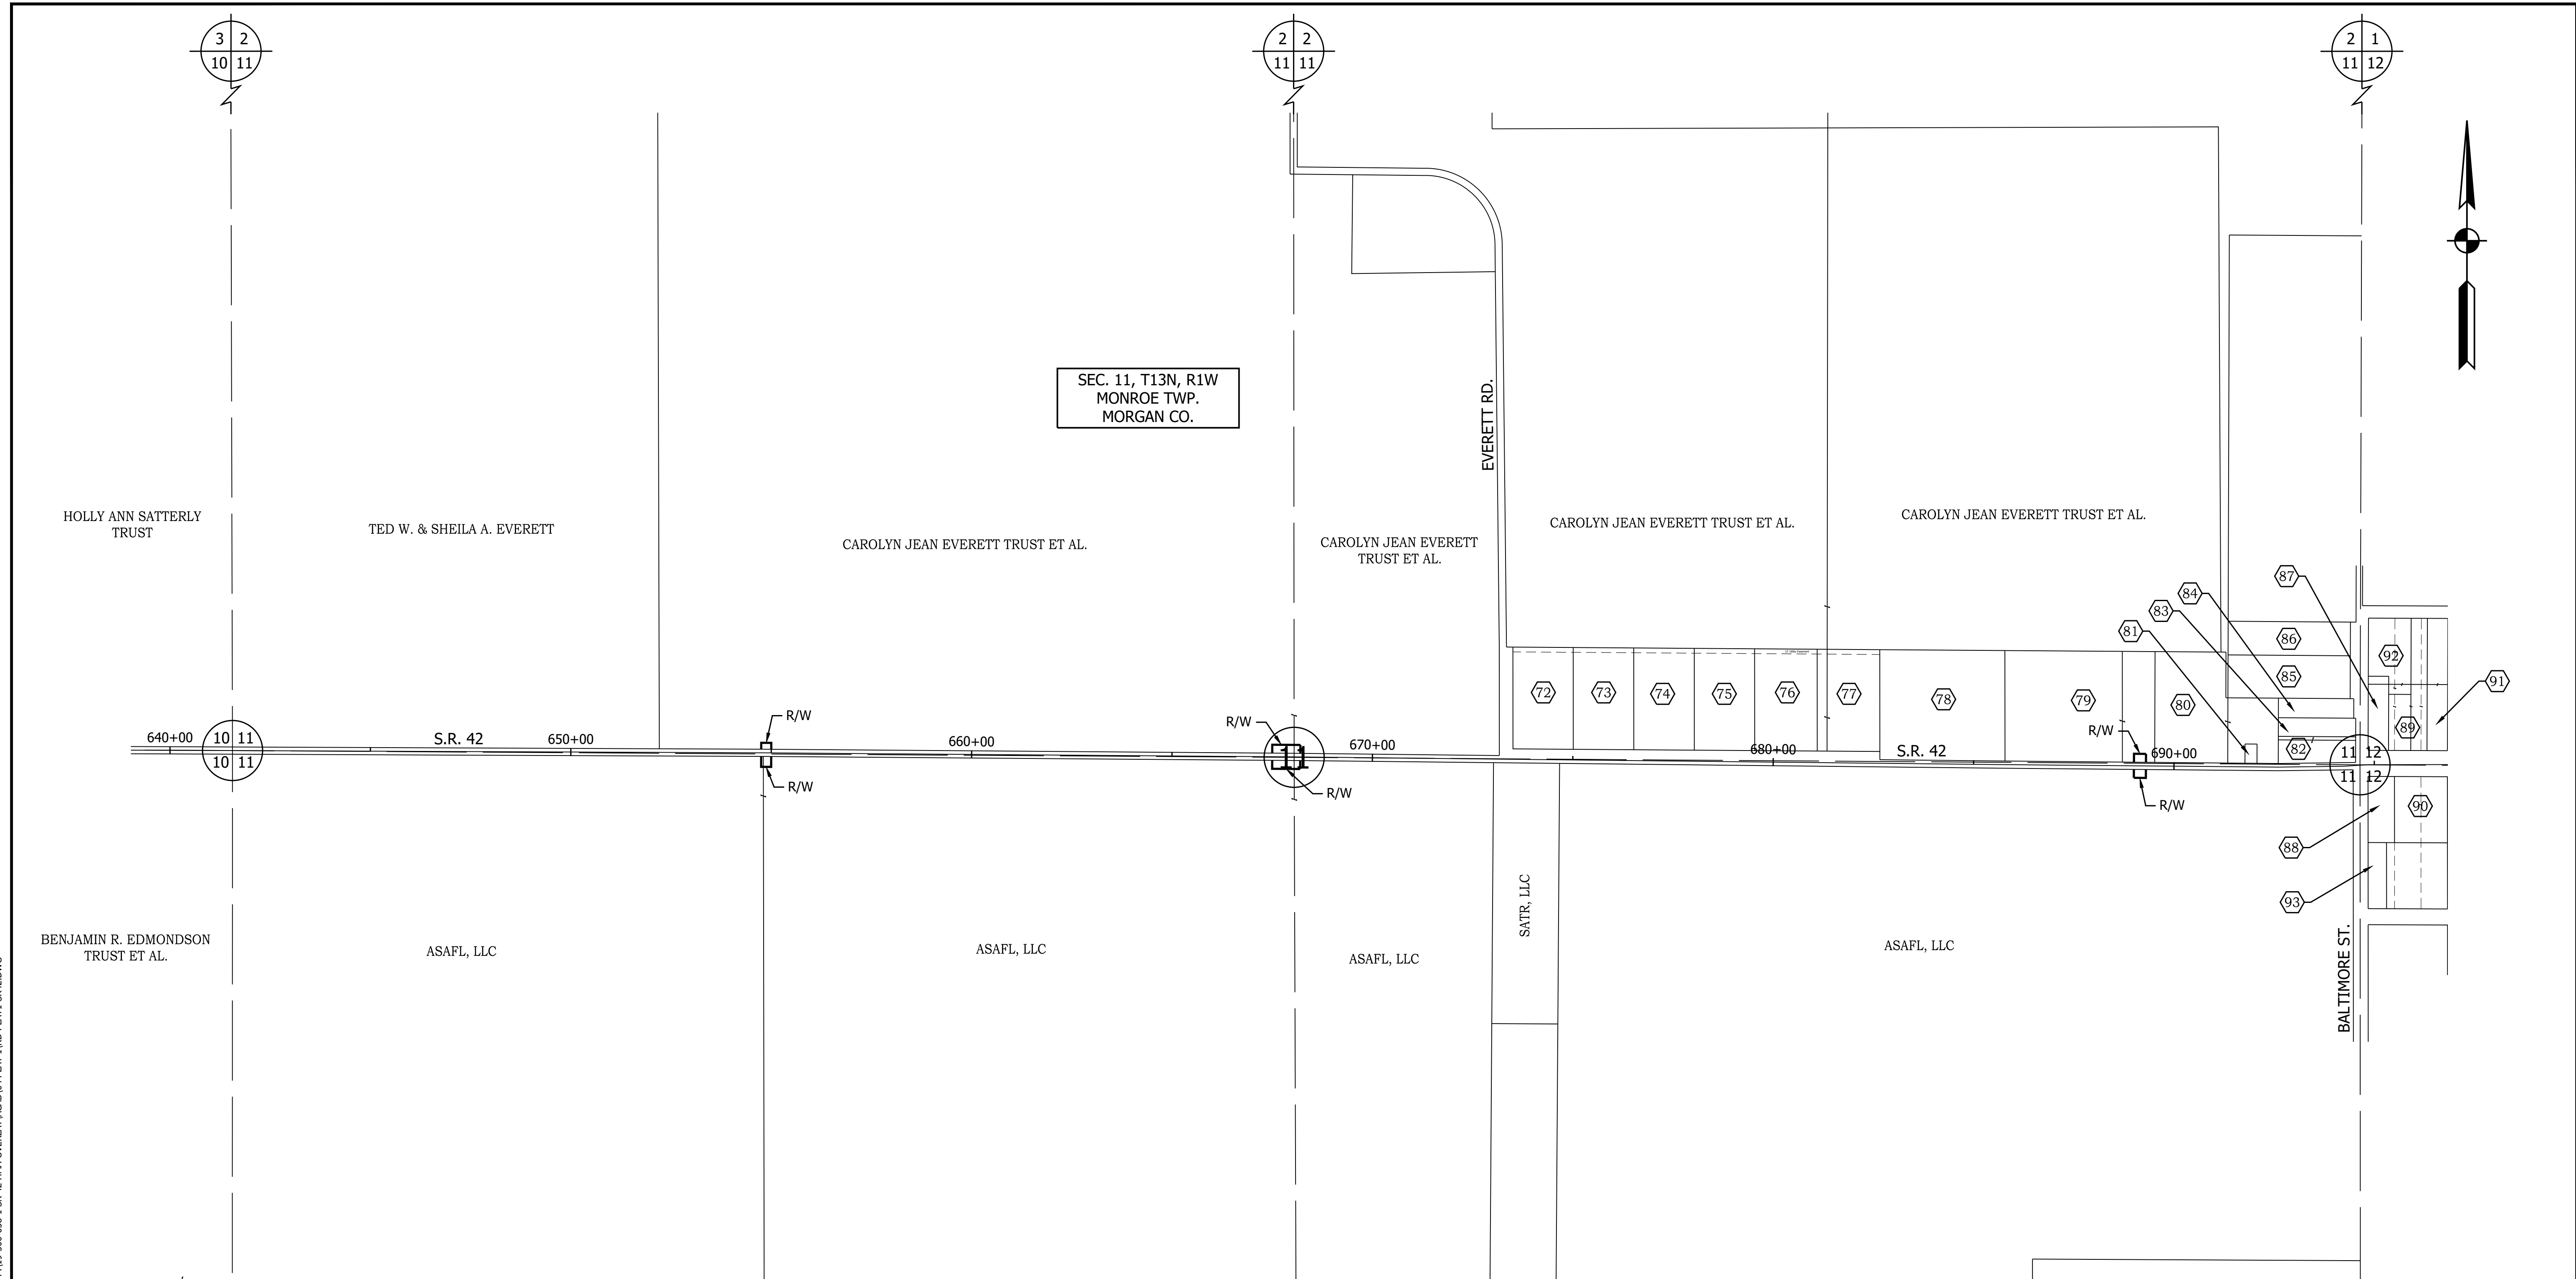 3 2
10 11
2 2
11 11
2 1
11 12
SEC. 11, T13N, R1W
MONROE TWP.
MORGAN CO.
EVERETT RD.
HOLLY ANN SATTERLY
TRUST
TED W. & SHEILA A. EVERETT
CAROLYN JEAN EVERETT TRUST ET AL.
CAROLYN JEAN EVERETT
TRUST ET AL.
CAROLYN JEAN EVERETT TRUST ET AL.
CAROLYN JEAN EVERETT TRUST ET AL.
87
84
83
81
86
85
92
91
72
73
74
75
76
77
78
79
80
89
82
R/W
R/W
R/W
640+00
10 11
10 11
S.R. 42
650+00
660+00
11
670+00
680+00
S.R. 42
690+00
11 12
11 12
R/W
R/W
R/W
90
88
93
SATR, LLC
BALTIMORE ST.
BENJAMIN R. EDMONDSON
TRUST ET AL.
ASAFL, LLC
ASAFL, LLC
ASAFL, LLC
ASAFL, LLC